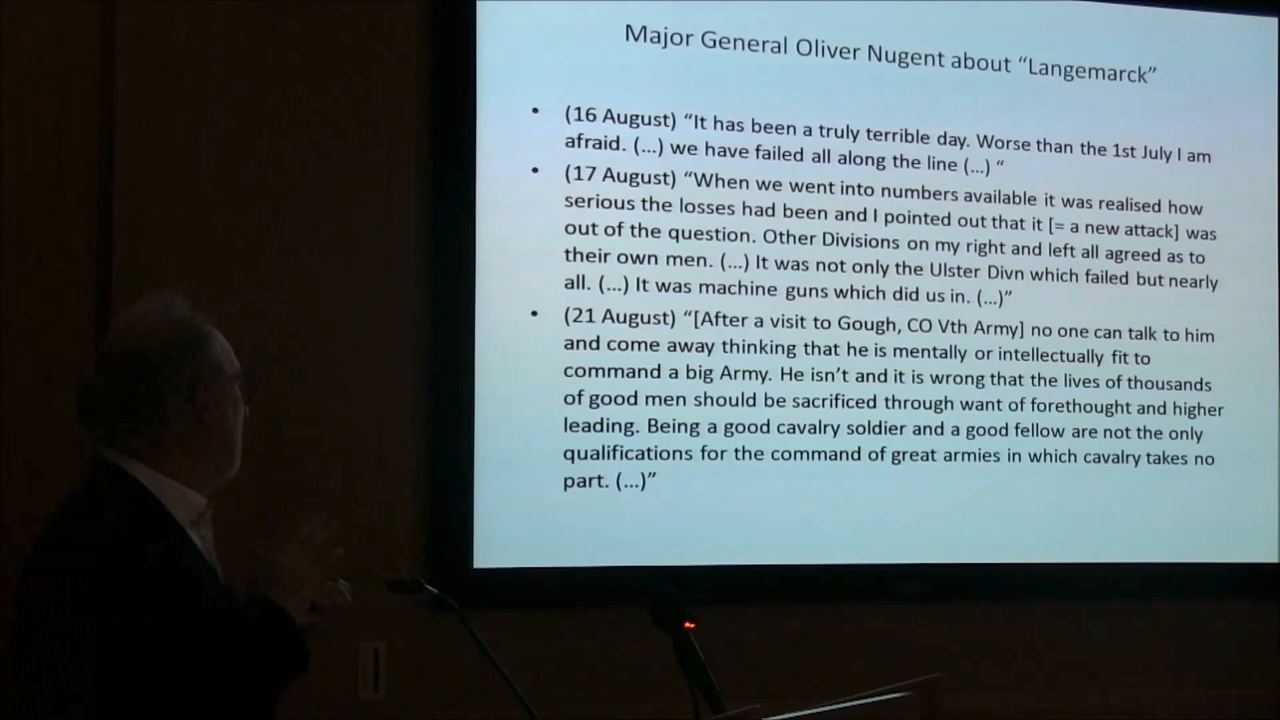 Major General Oliver Nugent about “Langemarck”
• (16 August) “It has been a truly terrible day. Worse than the 1st July I am
afraid. (...) we have failed all along the line (...) “
• (17 August) “When we went into numbers available it was realised how
serious the losses had been and I pointed out that it [= a new attack] was
out of the question. Other Divisions on my right and left all agreed as to
their own men. (...) It was not only the Ulster Divn which failed but nearly
all. (...) It was machine guns which did us in. (...)”
• (21 August) “[After a visit to Gough, CO Vth Army] no one can talk to him
and come away thinking that he is mentally or intellectually fit to
command a big Army. He isn’t and it is wrong that the lives of thousands
of good men should be sacrificed through want of forethought and higher
leading. Being a good cavalry soldier and a good fellow are not the only
qualifications for the command of great armies in which cavalry takes no
part. (...)”